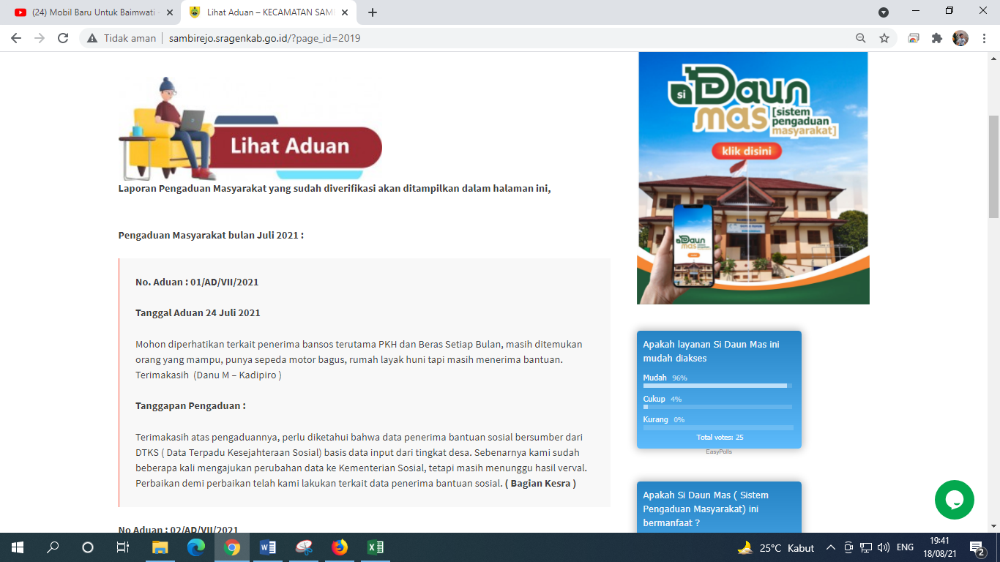 (24) Mobil Baru Untuk Baimwati -
Lihat Aduan – KECAMATAN SAMB
Tidak aman
sambirejo.sragenkab.go.id/?page_id=2019
Lihat Aduan
Laporan Pengaduan Masyarakat yang sudah diverifikasi akan ditampilkan dalam halaman ini,
Pengaduan Masyarakat bulan Juli 2021 :
No. Aduan : 01/AD/VII/2021
Tanggal Aduan 24 Juli 2021
Mohon diperhatikan terkait penerima bansos terutama PKH dan Beras Setiap Bulan, masih ditemukan
orang yang mampu, punya sepeda motor bagus, rumah layak huni tapi masih menerima bantuan.
Terimakasih (Danu M – Kadipiro )
Tanggapan Pengaduan :
Terimakasih atas pengaduannya, perlu diketahui bahwa data penerima bantuan sosial bersumber dari
DTKS ( Data Terpadu Kesejahteraan Sosial) basis data input dari tingkat desa. Sebenarnya kami sudah
beberapa kali mengajukan perubahan data ke Kementerian Sosial, tetapi masih menunggu hasil verval.
Perbaikan demi perbaikan telah kami lakukan terkait data penerima bantuan sosial. ( Bagian Kesra )
No Aduan : 02/AD/VII/2021
si Daun
mas [sistem
pengaduan
masyarakat]
klik disini
Daun
mas
Apakah layanan Si Daun Mas ini
mudah diakses
Mudah 96%
Cukup 4%
Kurang 0%
Total votes: 25
EasyPolls
Apakah Si Daun Mas ( Sistem
Pengaduan Masyarakat) ini
bermanfaat ?
25°C Kabut
ENG
19:41
18/08/21
2